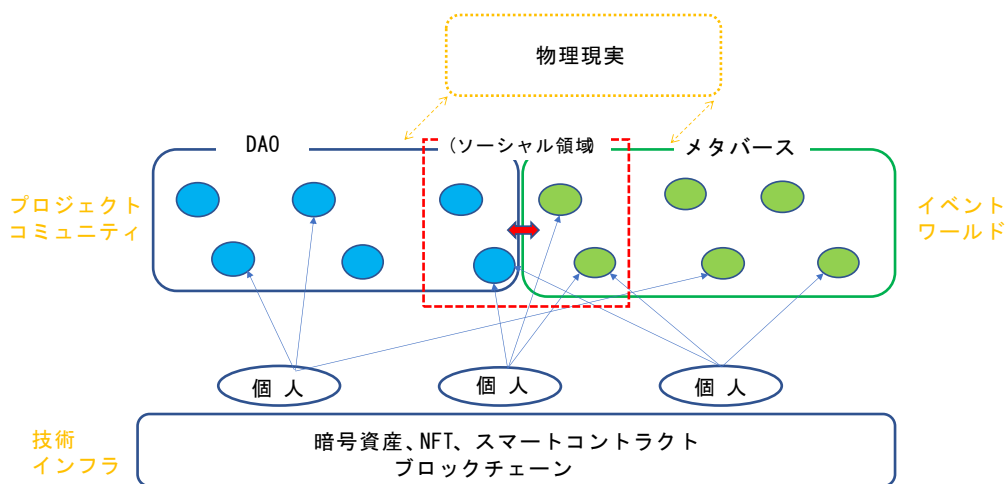 物理現実
DAO
(ソーシャル領域)
メタバース
プロジェクト
コミュニティ
イベント
ワールド
個 人
個 人
個 人
技術
インフラ
暗号資産、NFT、スマートコントラクト
ブロックチェーン